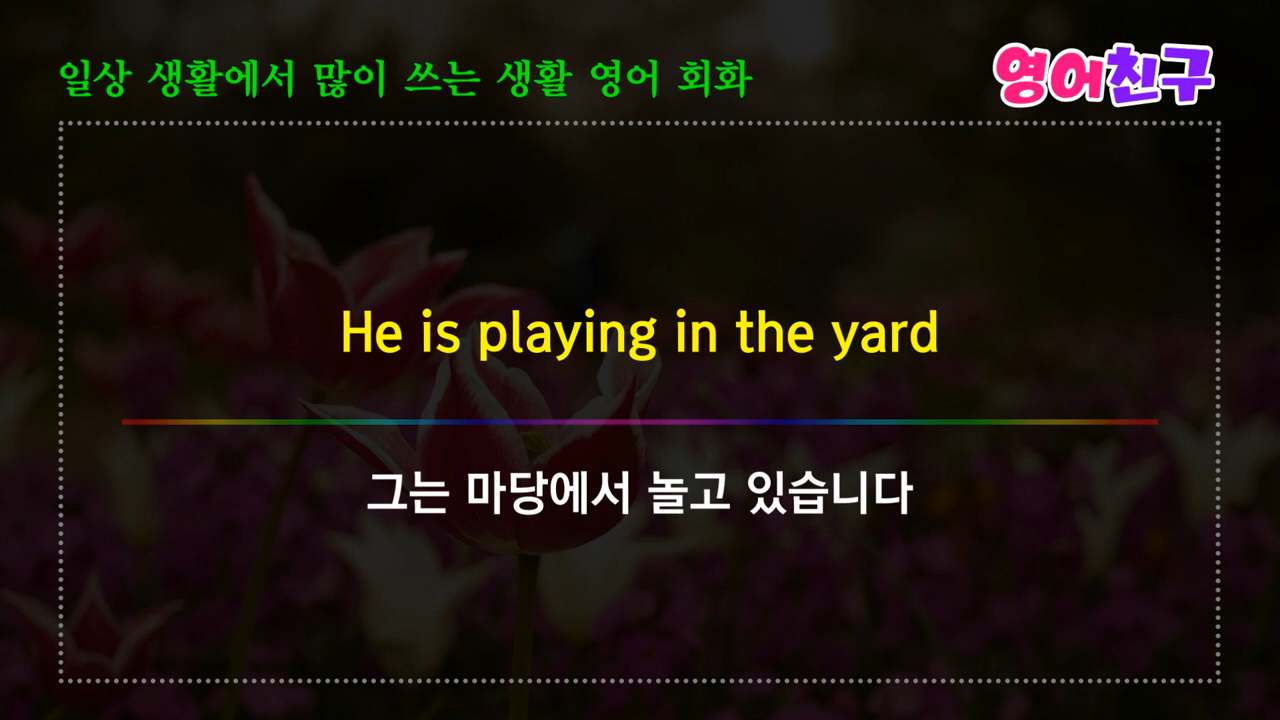 일상 생활에서 많이 쓰는 생활 영어 회화
영어친구
He is playing in the yard
그는 마당에서 놀고 있습니다